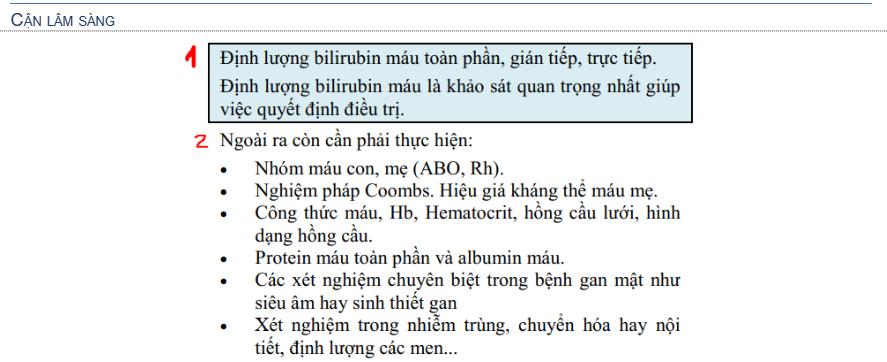 CẬN LÂM SÀNG
1 Định lượng bilirubin máu toàn phần, gián tiếp, trực tiếp.
Định lượng bilirubin máu là khảo sát quan trọng nhất giúp
việc quyết định điều trị.
2 Ngoài ra còn cần phải thực hiện:
• Nhóm máu con, mẹ (ABO, Rh).
• Nghiệm pháp Coombs. Hiệu giá kháng thể máu mẹ.
• Công thức máu, Hb, Hematocrit, hồng cầu lưới, hình
dạng hồng cầu.
• Protein máu toàn phần và albumin máu.
• Các xét nghiệm chuyên biệt trong bệnh gan mật như
siêu âm hay sinh thiết gan
• Xét nghiệm trong nhiễm trùng, chuyển hóa hay nội
tiết, định lượng các men...